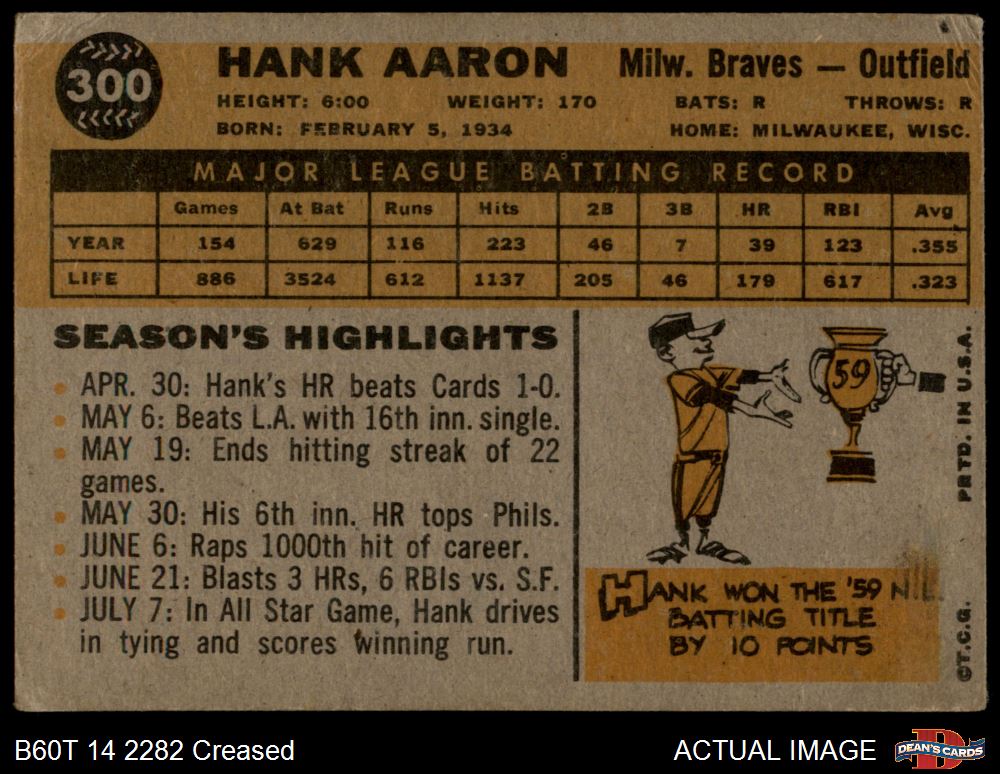 300
HANK AARON Milw. Braves — Outfield
HEIGHT: 6:00 WEIGHT: 170 BATS: R THROWS: R
BORN: FEBRUARY 5, 1934 HOME: MILWAUKEE, WISC.
MAJOR LEAGUE BATTING RECORD
Games At Bat Runs Hits 2B 3B HR RBI Avg
YEAR 154 629 116 223 46 7 39 123 .355
LIFE 886 3524 612 1137 205 46 179 617 .323
SEASON'S HIGHLIGHTS
APR. 30: Hank's HR beats Cards 1-0.
MAY 6: Beats L.A. with 16th inn. single.
MAY 19: Ends hitting streak of 22
games.
MAY 30: His 6th inn. HR tops Phils.
JUNE 6: Raps 1000th hit of career.
JUNE 21: Blasts 3 HRs, 6 RBIs vs. S.F.
JULY 7: In All Star Game, Hank drives
in tying and scores winning run.
59
HANK WON THE '59 N.L.
BATTING TITLE
BY 10 POINTS
PRTD. IN U.S.A.
©T.C.G.
B60T 14 2282 Creased
ACTUAL IMAGE
DEAN'S CARDS